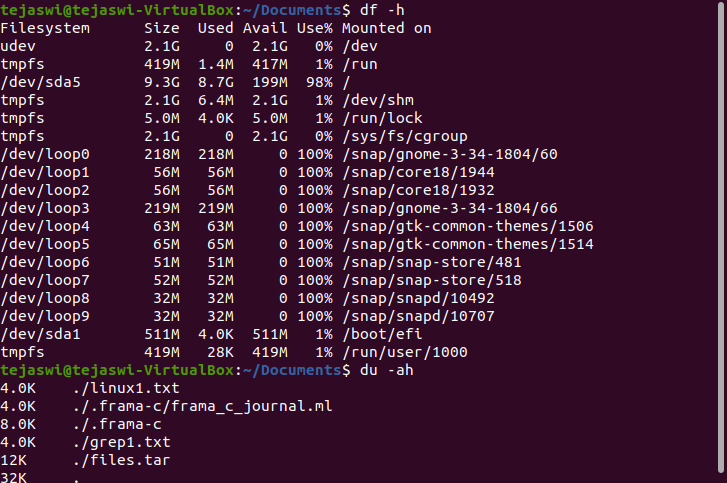 tejaswi@tejaswi-VirtualBox:~/Documents$ df -h
Filesystem      Size  Used Avail Use% Mounted on
udev            2.1G     0  2.1G   0% /dev
tmpfs           419M  1.4M  417M   1% /run
/dev/sda5       9.3G  8.7G  199M  98% /
tmpfs           2.1G  6.4M  2.1G   1% /dev/shm
tmpfs           5.0M  4.0K  5.0M   1% /run/lock
tmpfs           2.1G     0  2.1G   0% /sys/fs/cgroup
/dev/loop0      218M  218M     0 100% /snap/gnome-3-34-1804/60
/dev/loop1       56M   56M     0 100% /snap/core18/1944
/dev/loop2       56M   56M     0 100% /snap/core18/1932
/dev/loop3      219M  219M     0 100% /snap/gnome-3-34-1804/66
/dev/loop4       63M   63M     0 100% /snap/gtk-common-themes/1506
/dev/loop5       65M   65M     0 100% /snap/gtk-common-themes/1514
/dev/loop6       51M   51M     0 100% /snap/snap-store/481
/dev/loop7       52M   52M     0 100% /snap/snap-store/518
/dev/loop8       32M   32M     0 100% /snap/snapd/10492
/dev/loop9       32M   32M     0 100% /snap/snapd/10707
/dev/sda1       511M  4.0K  511M   1% /boot/efi
tmpfs           419M   28K  419M   1% /run/user/1000
tejaswi@tejaswi-VirtualBox:~/Documents$ du -ah
4.0K    ./linux1.txt
4.0K    ./.frama-c/frama_c_journal.ml
8.0K    ./.frama-c
4.0K    ./grep1.txt
12K     ./files.tar
32K     .